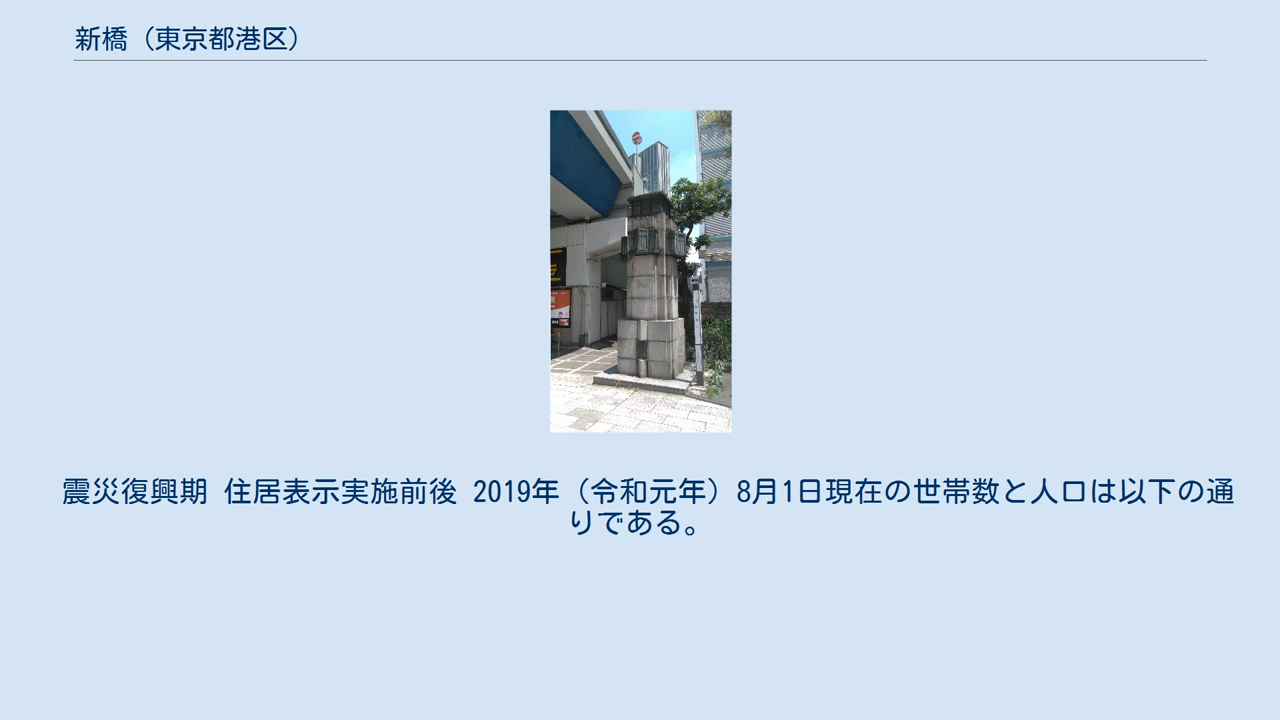 新橋（東京都港区）
震災復興期 住居表示実施前後 2019年（令和元年）8月1日現在の世帯数と人口は以下の通
りである。